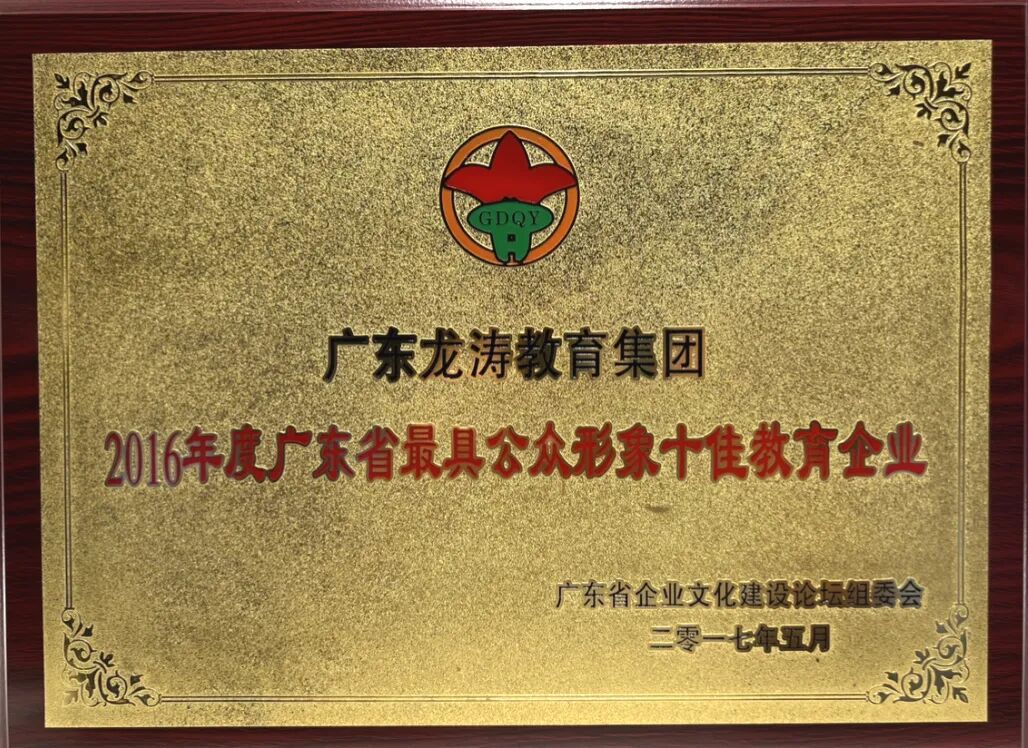 GDQY
广东龙涛教育集团
2016年度广东省最具公众形象十佳教育企业
广东省企业文化建设论坛组委会
二零一七年五月